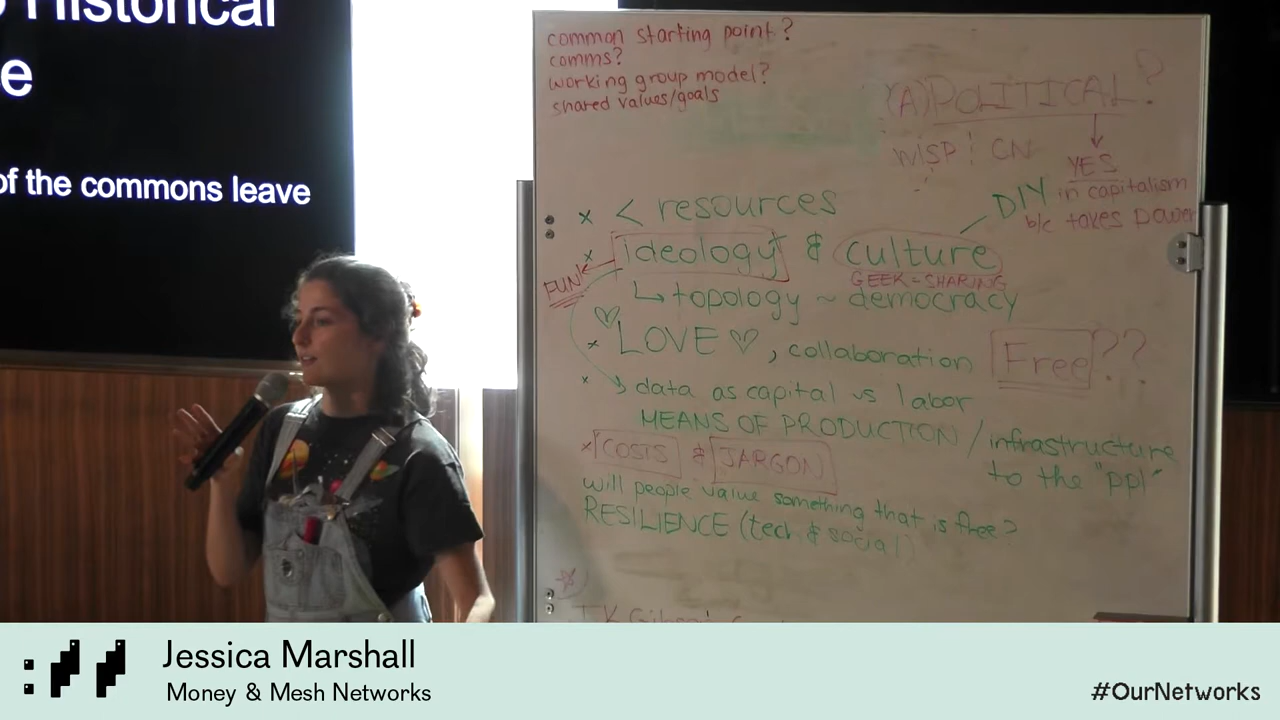 Historical
e
of the commons leave
common starting point?
comms?
working group model?
shared values/goals
(A)POLITICAL?
WISP CN
YES
in capitalism
b/c takes power
DIY
x < resources
x ideology & culture
FUN
GEEK = SHARING
↳ topology ~ democracy
x ♡ LOVE ♡, collaboration
Free??
x data as capital vs labor
MEANS OF PRODUCTION / infrastructure
to the "ppl"
x COSTS & JARGON
will people value something that is free?
RESILIENCE (tech & social)
Jessica Marshall
Money & Mesh Networks
#OurNetworks